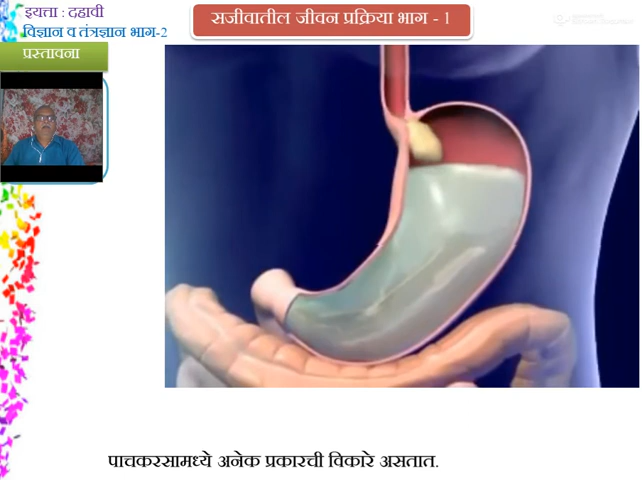 इयत्ता : दहावी
विज्ञान व तंत्रज्ञान भाग-2
सजीवातील जीवन प्रक्रिया भाग - 1
प्रस्तावना
पाचकरसामध्ये अनेक प्रकारची विकारे असतात.